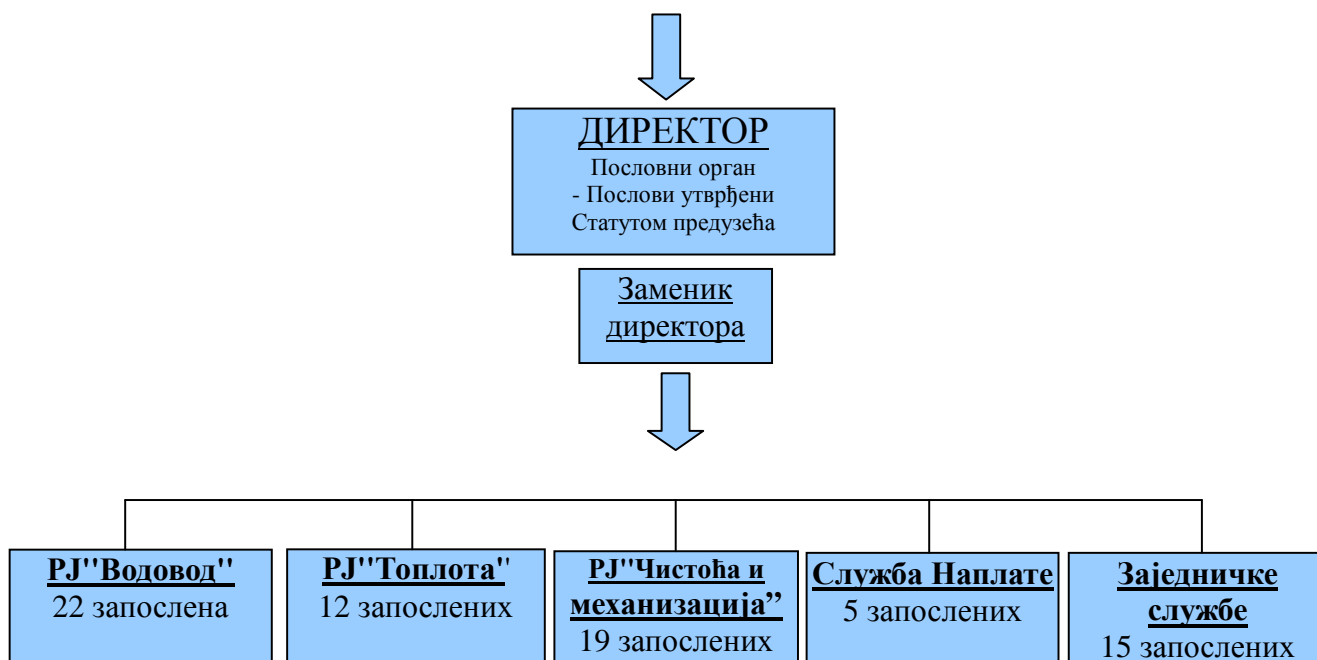 ДИРЕКТОР
Пословни орган
- Послови утврђени
Статутом предузећа
Заменик
директора
РЈ"Водовод"
22 запослена
РЈ"Топлота"
12 запослених
РЈ"Чистоћа и
механизација”
19 запослених
Служба Наплате
5 запослених
Заједничке
службе
15 запослених